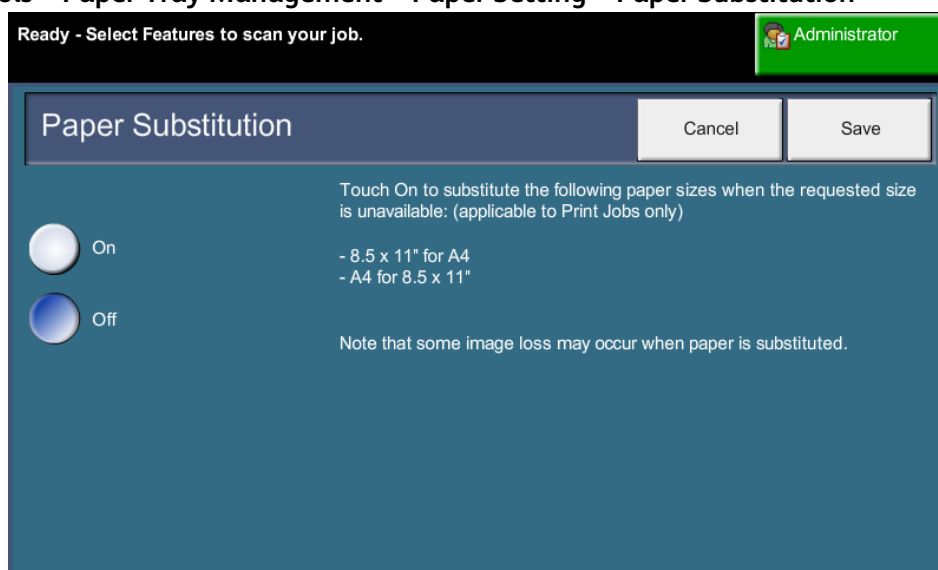 Paper Tray Management Paper Setting Paper Substitution
Ready - Select Features to scan your job.
Administrator
Paper Substitution
Cancel
Save
Touch On to substitute the following paper sizes when the requested size
is unavailable: (applicable to Print Jobs only)
On
- 8.5 x 11" for A4
- A4 for 8.5 x 11"
Off
Note that some image loss may occur when paper is substituted.